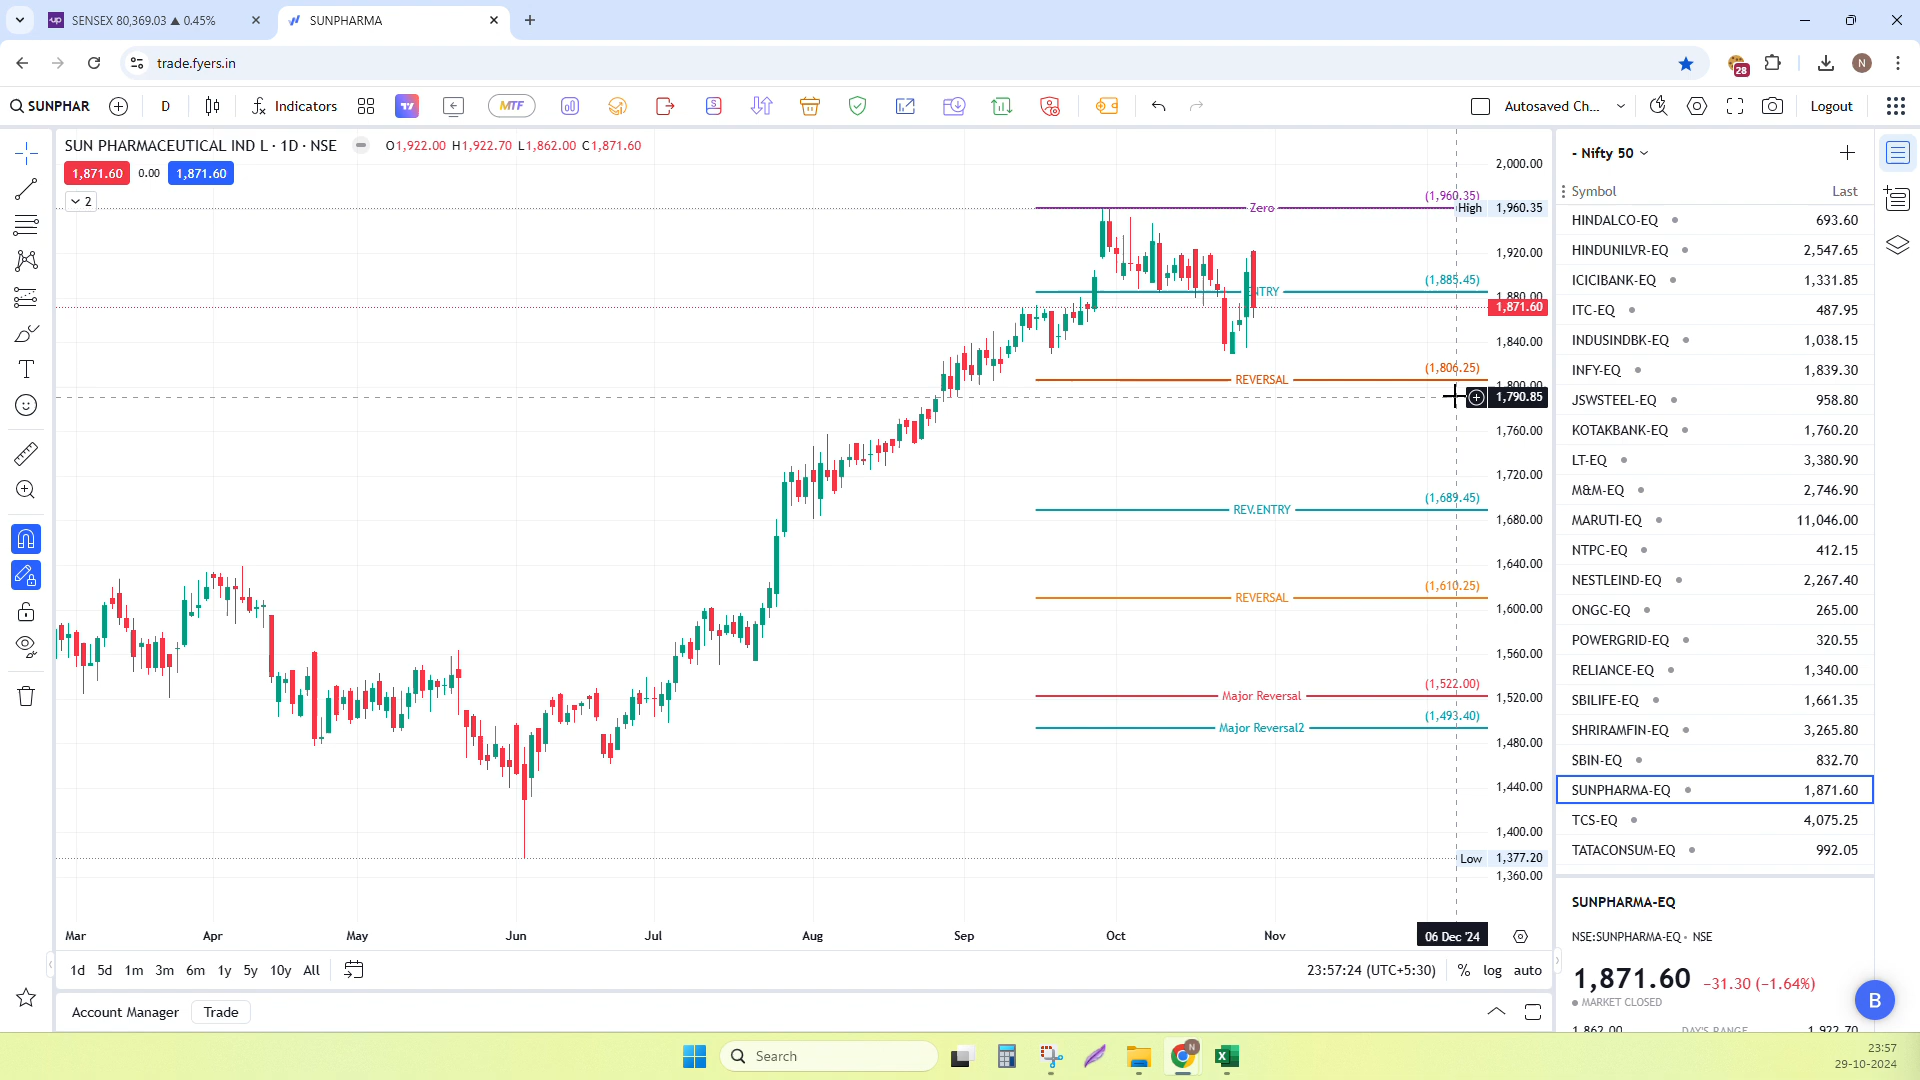 SENSEX 80,369.03 ▲ 0.45%
SUNPHARMA
trade.fyers.in
28
N
SUNPHAR
D
Indicators
MTF
Autosaved Ch...
Logout
SUN PHARMACEUTICAL IND L · 1D · NSE
O1,922.00 H1,922.70 L1,862.00 C1,871.60
1,871.60 0.00 1,871.60
2
2,000.00
(1,960.35)
Zero
High 1,960.35
1,920.00
(1,885.45)
ENTRY
1,880.00
1,871.60
1,840.00
(1,806.25)
REVERSAL
1,800.00
1,790.85
1,760.00
1,720.00
(1,689.45)
REV.ENTRY
1,680.00
1,640.00
(1,610.25)
REVERSAL
1,600.00
1,560.00
(1,522.00)
Major Reversal
1,520.00
(1,493.40)
Major Reversal2
1,480.00
1,440.00
1,400.00
Low 1,377.20
1,360.00
Mar Apr May Jun Jul Aug Sep Oct Nov 06 Dec '24
1d 5d 1m 3m 6m 1y 5y 10y All
23:57:24 (UTC+5:30) % log auto
Account Manager Trade
- Nifty 50
Symbol Last
HINDALCO-EQ 693.60
HINDUNILVR-EQ 2,547.65
ICICIBANK-EQ 1,331.85
ITC-EQ 487.95
INDUSINDBK-EQ 1,038.15
INFY-EQ 1,839.30
JSWSTEEL-EQ 958.80
KOTAKBANK-EQ 1,760.20
LT-EQ 3,380.90
M&M-EQ 2,746.90
MARUTI-EQ 11,046.00
NTPC-EQ 412.15
NESTLEIND-EQ 2,267.40
ONGC-EQ 265.00
POWERGRID-EQ 320.55
RELIANCE-EQ 1,340.00
SBILIFE-EQ 1,661.35
SHRIRAMFIN-EQ 3,265.80
SBIN-EQ 832.70
SUNPHARMA-EQ 1,871.60
TCS-EQ 4,075.25
TATACONSUM-EQ 992.05
SUNPHARMA-EQ
NSE:SUNPHARMA-EQ • NSE
1,871.60 −31.30 (−1.64%)
MARKET CLOSED
1,862.00 DAY'S RANGE 1,922.70
B
Search
23:57
29-10-2024